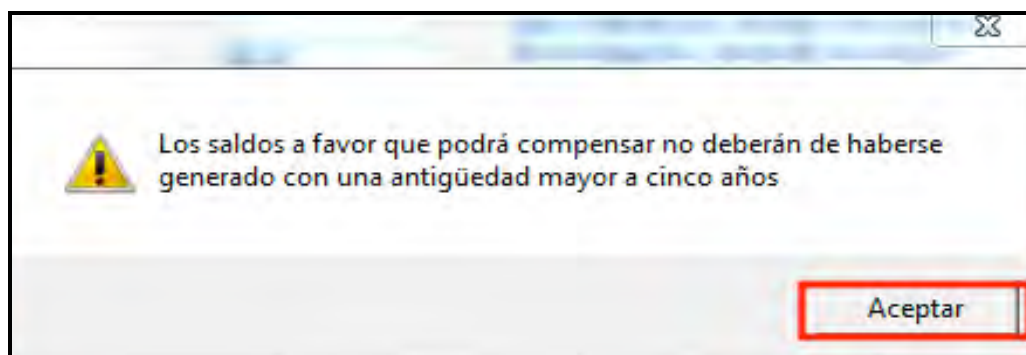 Los saldos a favor que podrá compensar no deberán de haberse
generado con una antigüedad mayor a cinco años
Aceptar